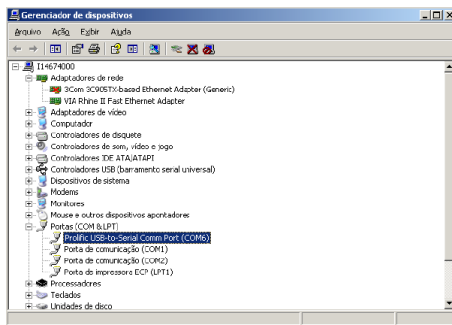 Gerenciador de dispositivos
Arquivo Ação Exibir Ajuda
I14674000
Adaptadores de rede
3Com 3C905TX-based Ethernet Adapter (Generic)
VIA Rhine II Fast Ethernet Adapter
Adaptadores de vídeo
Computador
Controladores de disquete
Controladores de som, vídeo e jogo
Controladores IDE ATA/ATAPI
Controladores USB (barramento serial universal)
Dispositivos de sistema
Modems
Monitores
Mouse e outros dispositivos apontadores
Portas (COM & LPT)
Prolific USB-to-Serial Comm Port (COM6)
Porta de comunicação (COM1)
Porta de comunicação (COM2)
Porta de impressora ECP (LPT1)
Processadores
Teclados
Unidades de disco